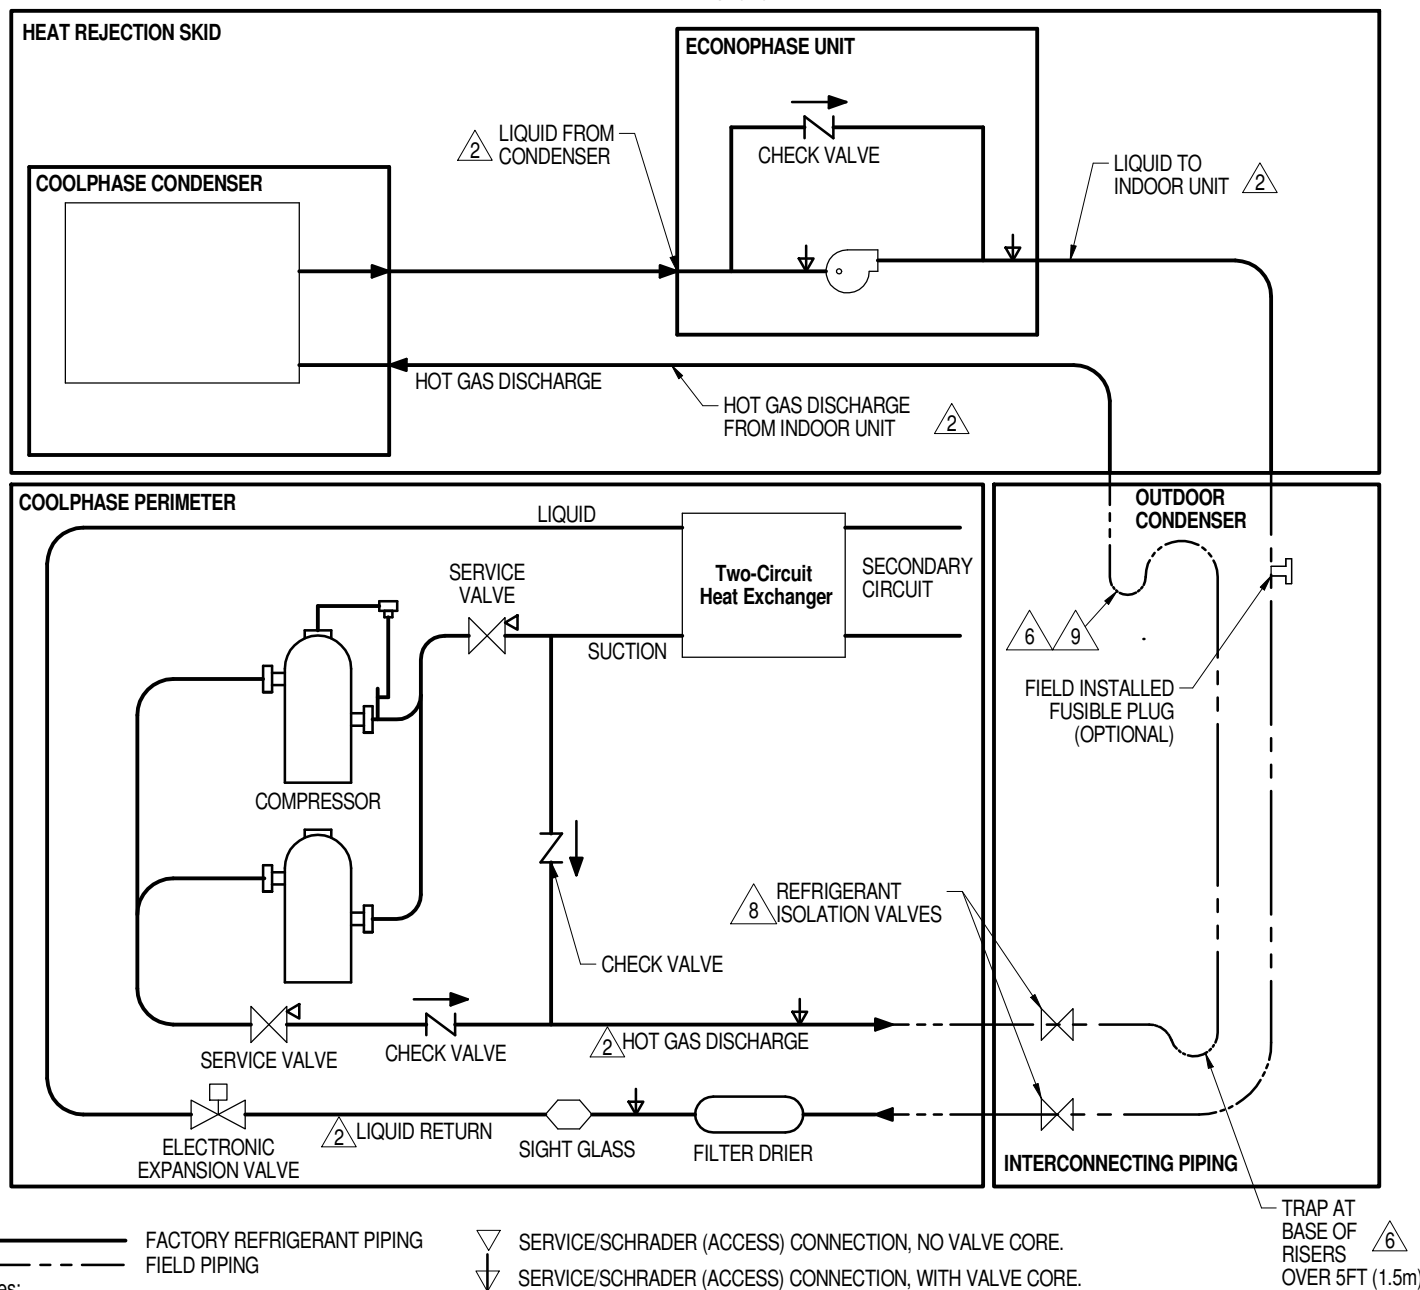 HEAT REJECTION SKID
ECONOPHASE UNIT
2
LIQUID FROM
CONDENSER
CHECK VALVE
LIQUID TO
INDOOR UNIT
2
COOLPHASE CONDENSER
HOT GAS DISCHARGE
HOT GAS DISCHARGE
FROM INDOOR UNIT
2
COOLPHASE PERIMETER
LIQUID
Two-Circuit
Heat Exchanger
SECONDARY
CIRCUIT
SERVICE
VALVE
SUCTION
COMPRESSOR
CHECK VALVE
OUTDOOR
CONDENSER
6
9
FIELD INSTALLED
FUSIBLE PLUG
(OPTIONAL)
8
REFRIGERANT
ISOLATION VALVES
SERVICE VALVE
CHECK VALVE
2
HOT GAS DISCHARGE
ELECTRONIC
EXPANSION VALVE
2
LIQUID RETURN
SIGHT GLASS
FILTER DRIER
INTERCONNECTING PIPING
TRAP AT
BASE OF
RISERS
OVER 5FT (1.5m)
6
FACTORY REFRIGERANT PIPING
FIELD PIPING
SERVICE/SCHRADER (ACCESS) CONNECTION, NO VALVE CORE.
SERVICE/SCHRADER (ACCESS) CONNECTION, WITH VALVE CORE.